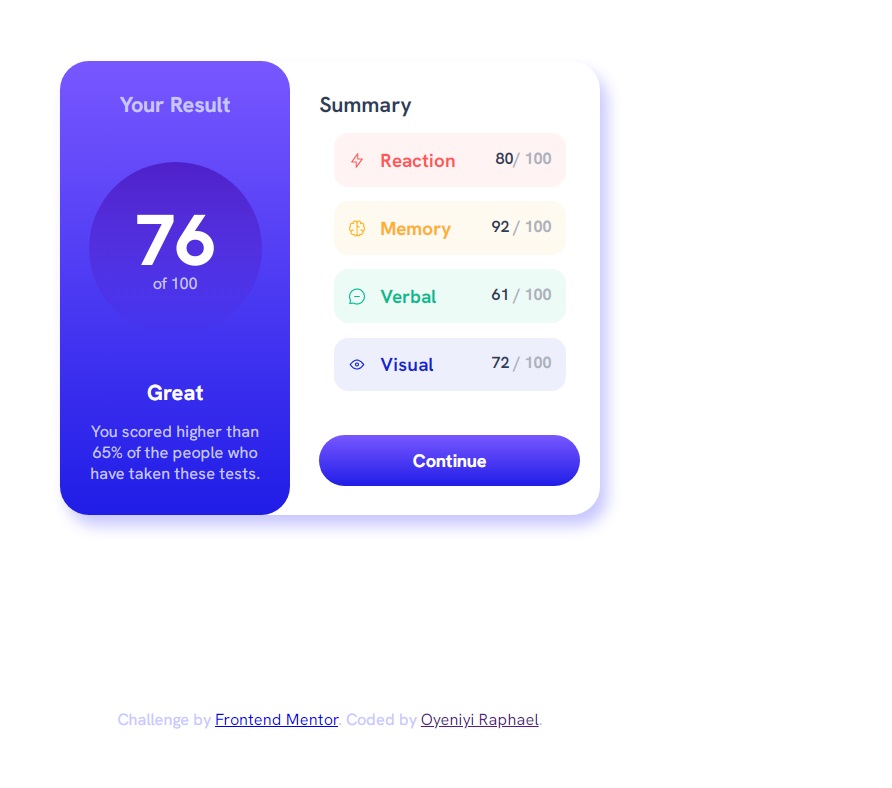 Your Result
76
of 100
Great
You scored higher than
65% of the people who
have taken these tests.
Summary
Reaction 80/ 100
Memory 92 / 100
Verbal 61 / 100
Visual 72 / 100
Continue
Challenge by Frontend Mentor. Coded by Oyeniyi Raphael.